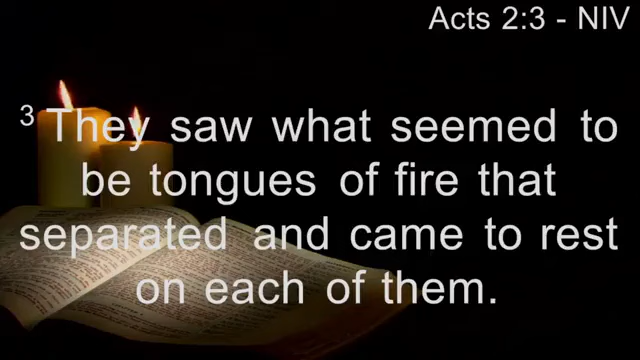 Acts 2:3 - NIV
3 They saw what seemed to
be tongues of fire that
separated and came to rest
on each of them.